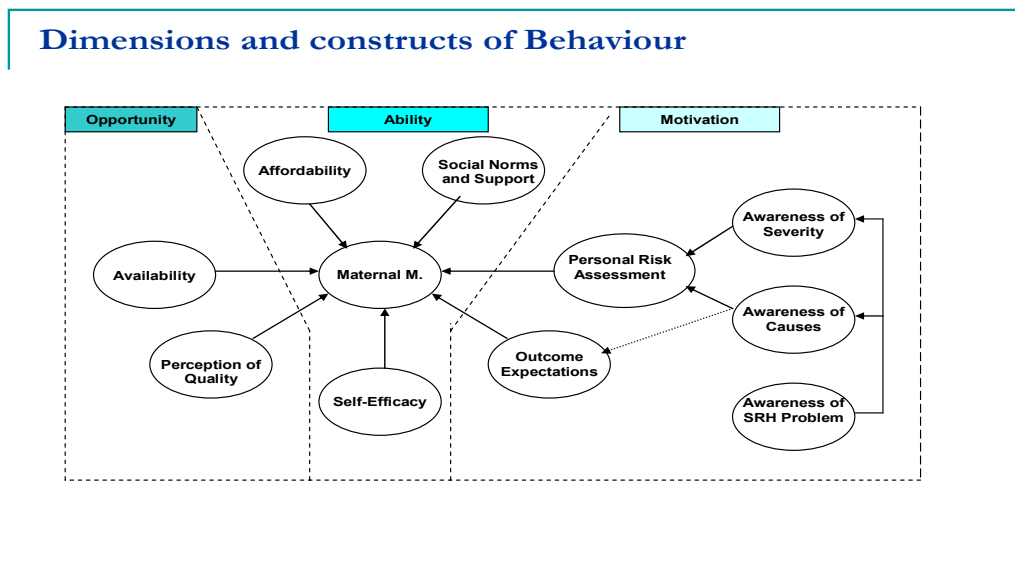 Dimensions and constructs of Behaviour
Opportunity
Ability
Motivation
Affordability
Social Norms
and Support
Awareness of
Severity
Availability
Maternal M.
Personal Risk
Assessment
Awareness of
Causes
Perception of
Quality
Self-Efficacy
Outcome
Expectations
Awareness of
SRH Problem